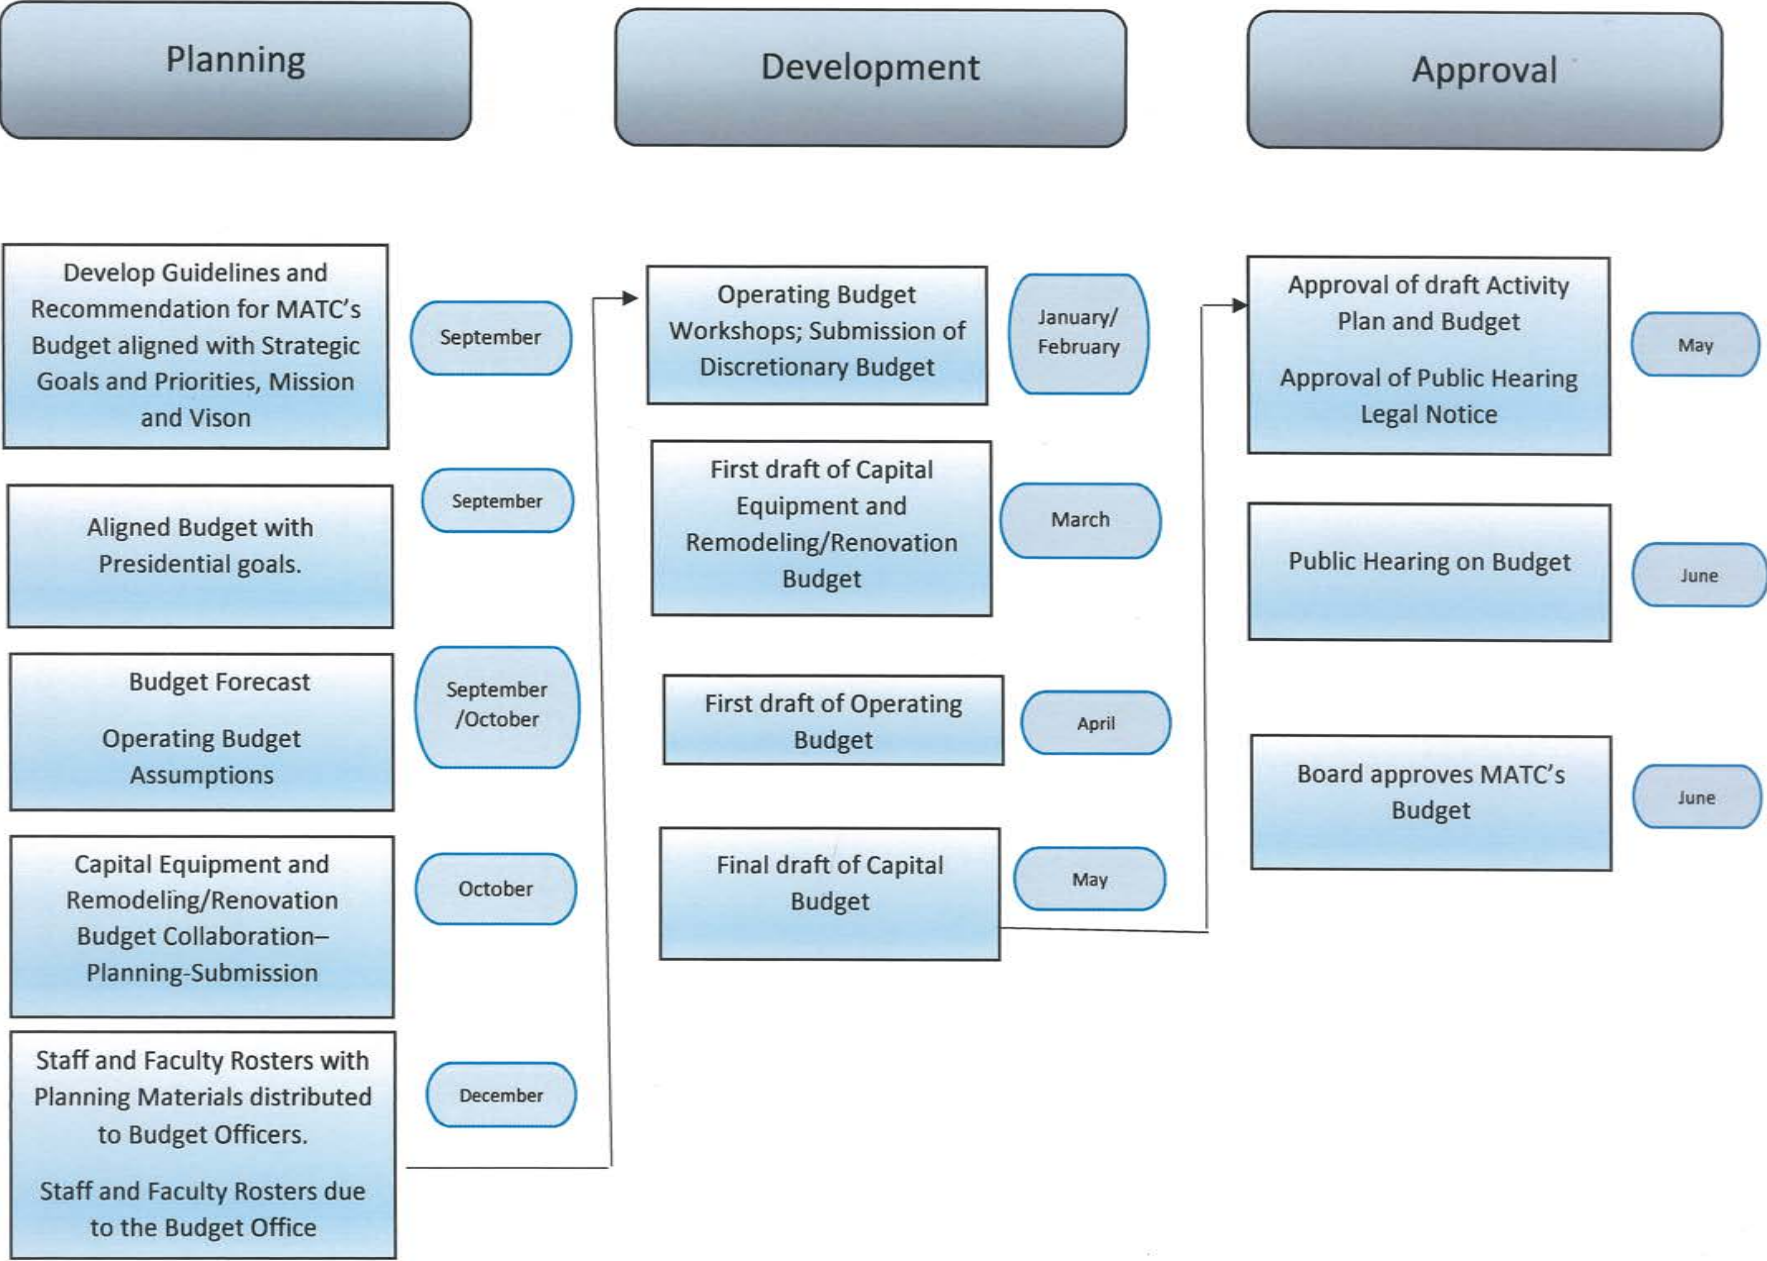 Planning
Develop Guidelines and
Recommendation for MATC's
Budget aligned with Strategic
Goals and Priorities, Mission
and Vison
September
Aligned Budget with
Presidential goals.
September
Budget Forecast
Operating Budget
Assumptions
September
/October
Capital Equipment and
Remodeling/Renovation
Budget Collaboration–
Planning-Submission
October
Staff and Faculty Rosters with
Planning Materials distributed
to Budget Officers.
Staff and Faculty Rosters due
to the Budget Office
December
Development
Operating Budget
Workshops; Submission of
Discretionary Budget
January/
February
First draft of Capital
Equipment and
Remodeling/Renovation
Budget
March
First draft of Operating
Budget
April
Final draft of Capital
Budget
May
Approval
Approval of draft Activity
Plan and Budget
Approval of Public Hearing
Legal Notice
May
Public Hearing on Budget
June
Board approves MATC's
Budget
June